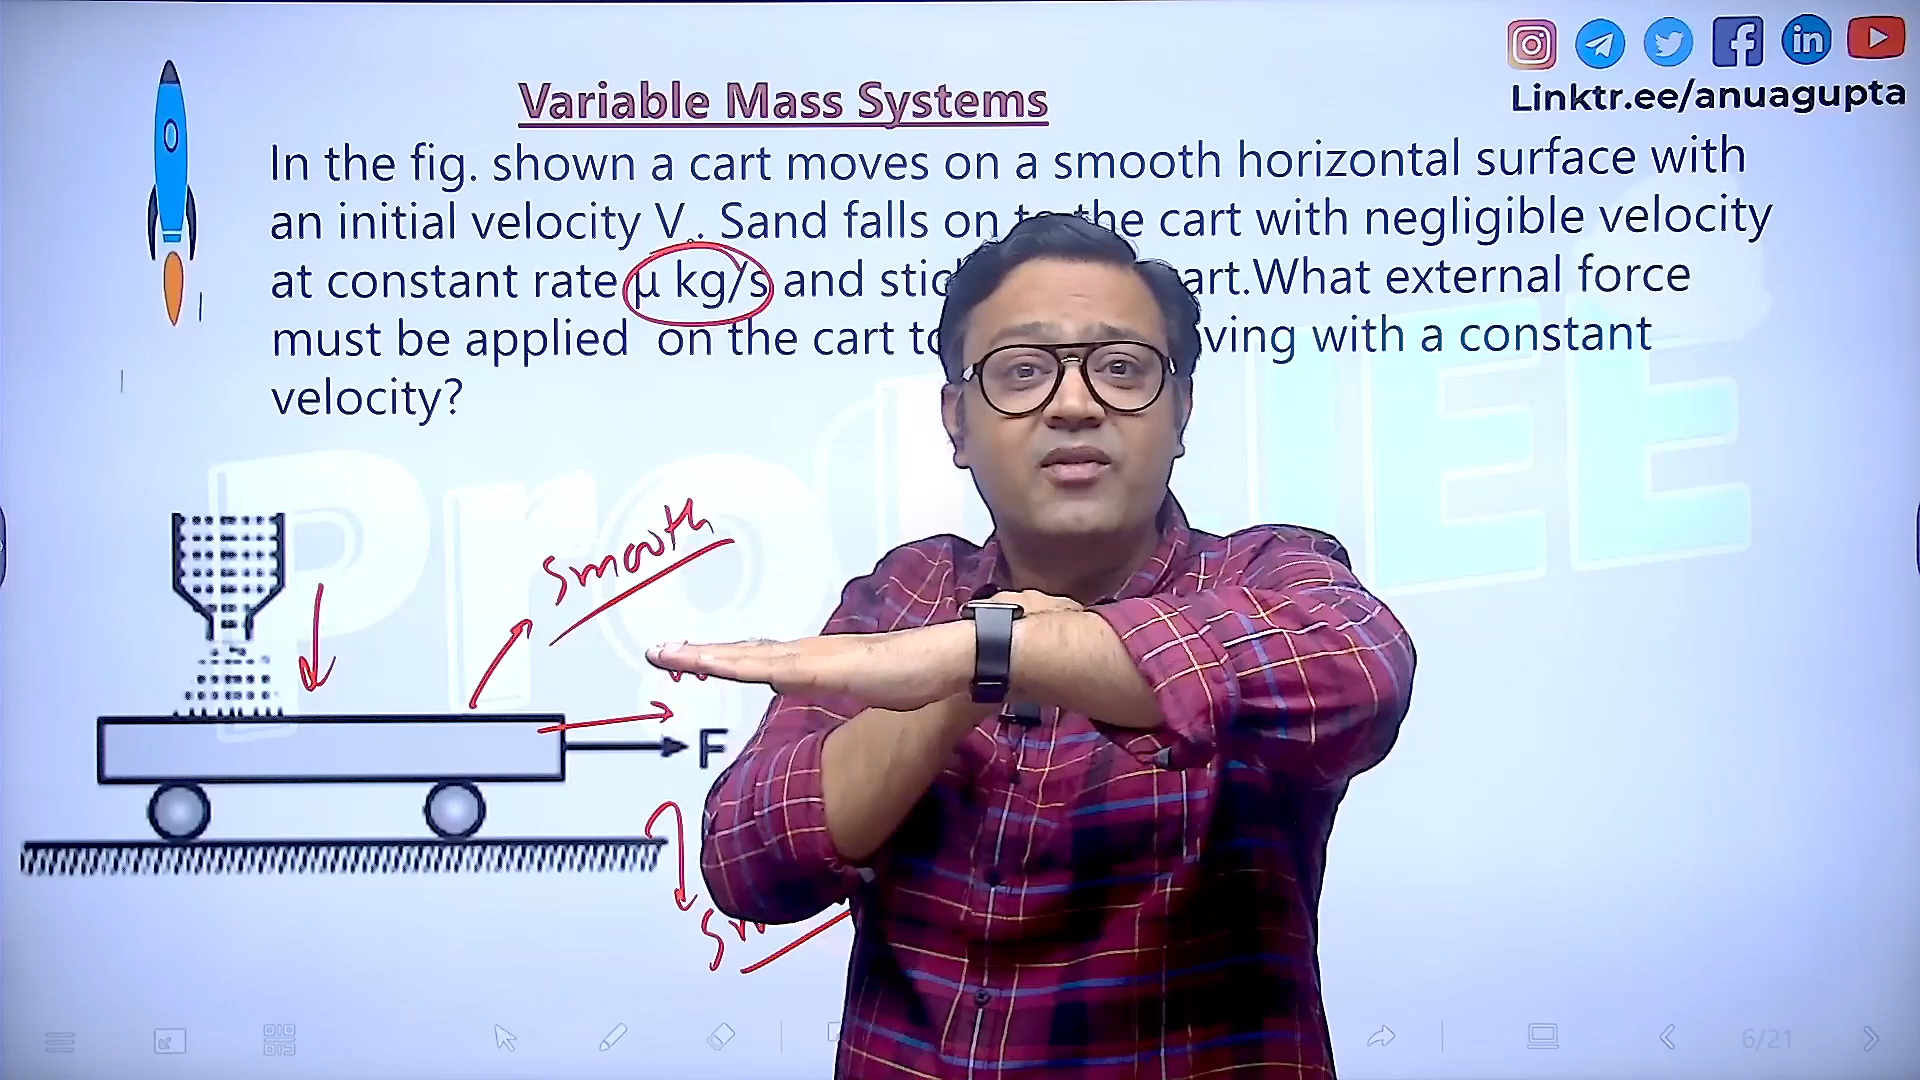 Linktr.ee/anuagupta
Variable Mass Systems
In the fig. shown a cart moves on a smooth horizontal surface with
an initial velocity V . Sand falls on to the cart with negligible velocity
at constant rate μ kg/s and art.What external force
must be applied on the cart ving with a constant
velocity?
smooth
F
6/21